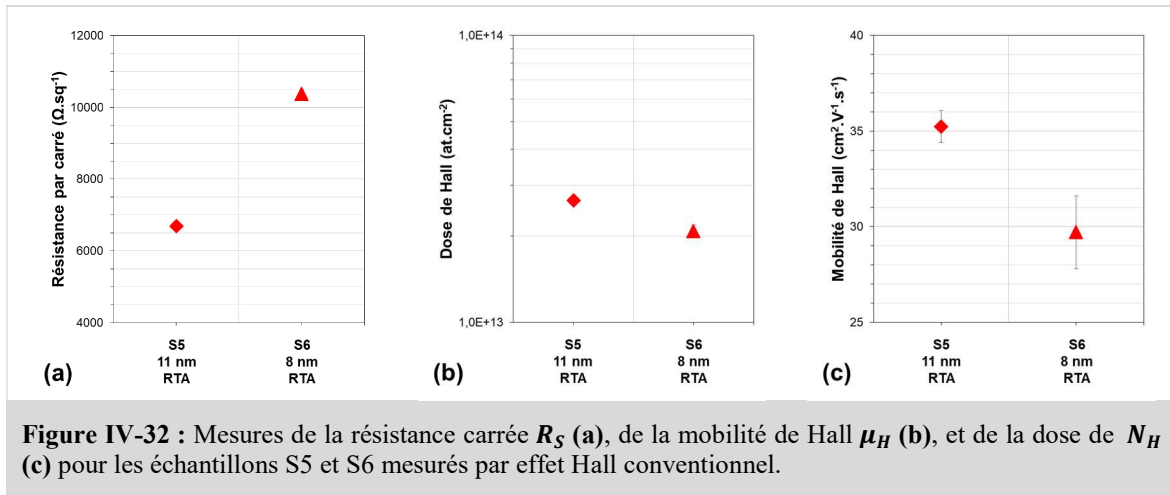 Résistance par carré (Ω.sq⁻¹)
12000
10000
8000
6000
4000
S5
11 nm
RTA
S6
8 nm
RTA
(a)
Dose de Hall (at.cm⁻²)
1,0E+14
1,0E+13
S5
11 nm
RTA
S6
8 nm
RTA
(b)
Mobilité de Hall (cm².V⁻¹.s⁻¹)
40
35
30
25
S5
11 nm
RTA
S6
8 nm
RTA
(c)
Figure IV-32 : Mesures de la résistance carrée R_S (a), de la mobilité de Hall μ_H (b), et de la dose de N_H
(c) pour les échantillons S5 et S6 mesurés par effet Hall conventionnel.